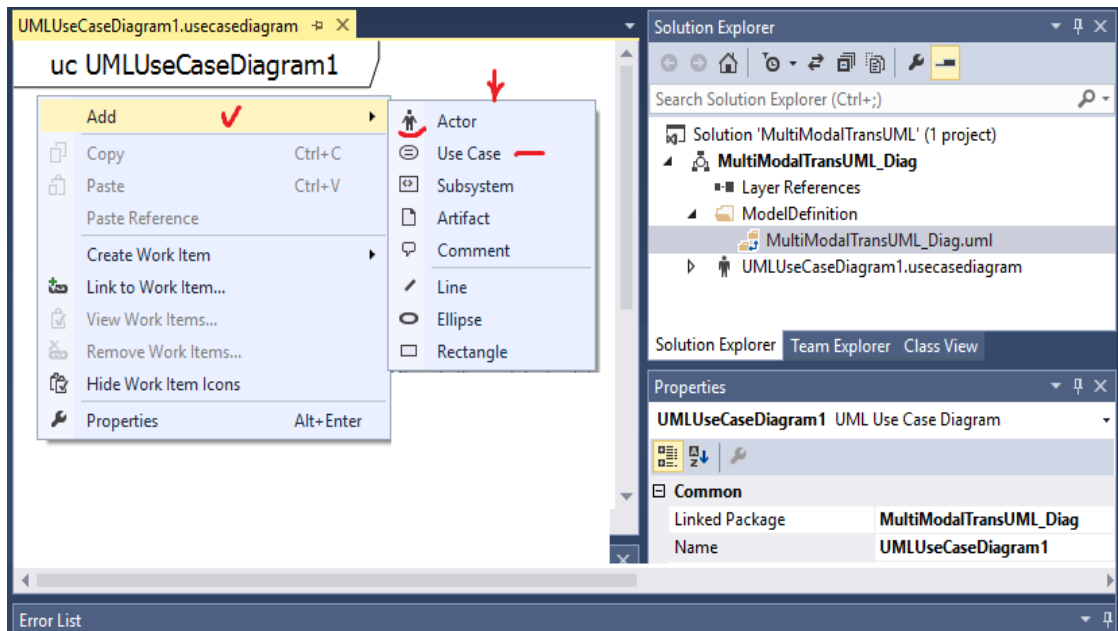 UMLUseCaseDiagram1.usecasediagram
uc UMLUseCaseDiagram1
Add
Copy Ctrl+C
Paste Ctrl+V
Paste Reference
Create Work Item
Link to Work Item...
View Work Items...
Remove Work Items...
Hide Work Item Icons
Properties Alt+Enter
Actor
Use Case
Subsystem
Artifact
Comment
Line
Ellipse
Rectangle
Solution Explorer
Search Solution Explorer (Ctrl+;)
Solution 'MultiModalTransUML' (1 project)
MultiModalTransUML_Diag
Layer References
ModelDefinition
MultiModalTransUML_Diag.uml
UMLUseCaseDiagram1.usecasediagram
Solution Explorer Team Explorer Class View
Properties
UMLUseCaseDiagram1 UML Use Case Diagram
Common
Linked Package MultiModalTransUML_Diag
Name UMLUseCaseDiagram1
Error List